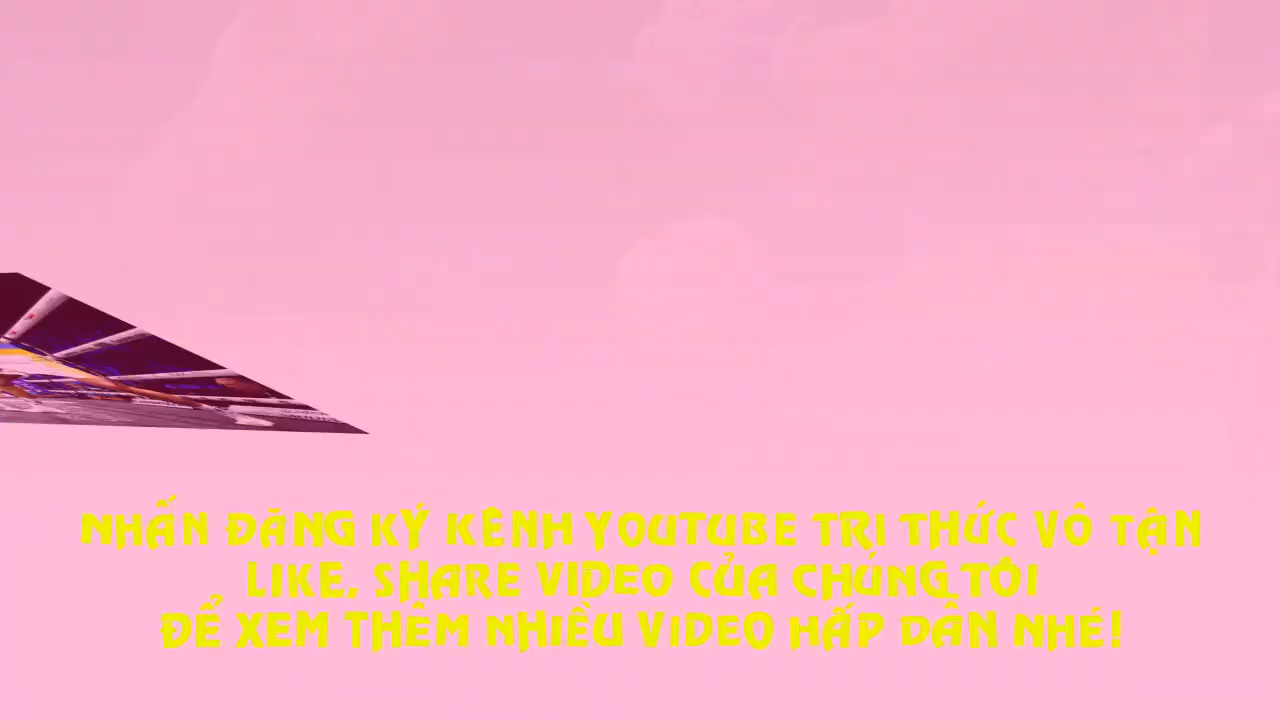 NHẤN ĐĂNG KÝ KÊNH YOUTUBE TRI THỨC VÔ TẬN
LIKE, SHARE VIDEO CỦA CHÚNG TÔI
ĐỂ XEM THÊM NHIỀU VIDEO HẤP DẪN NHÉ!